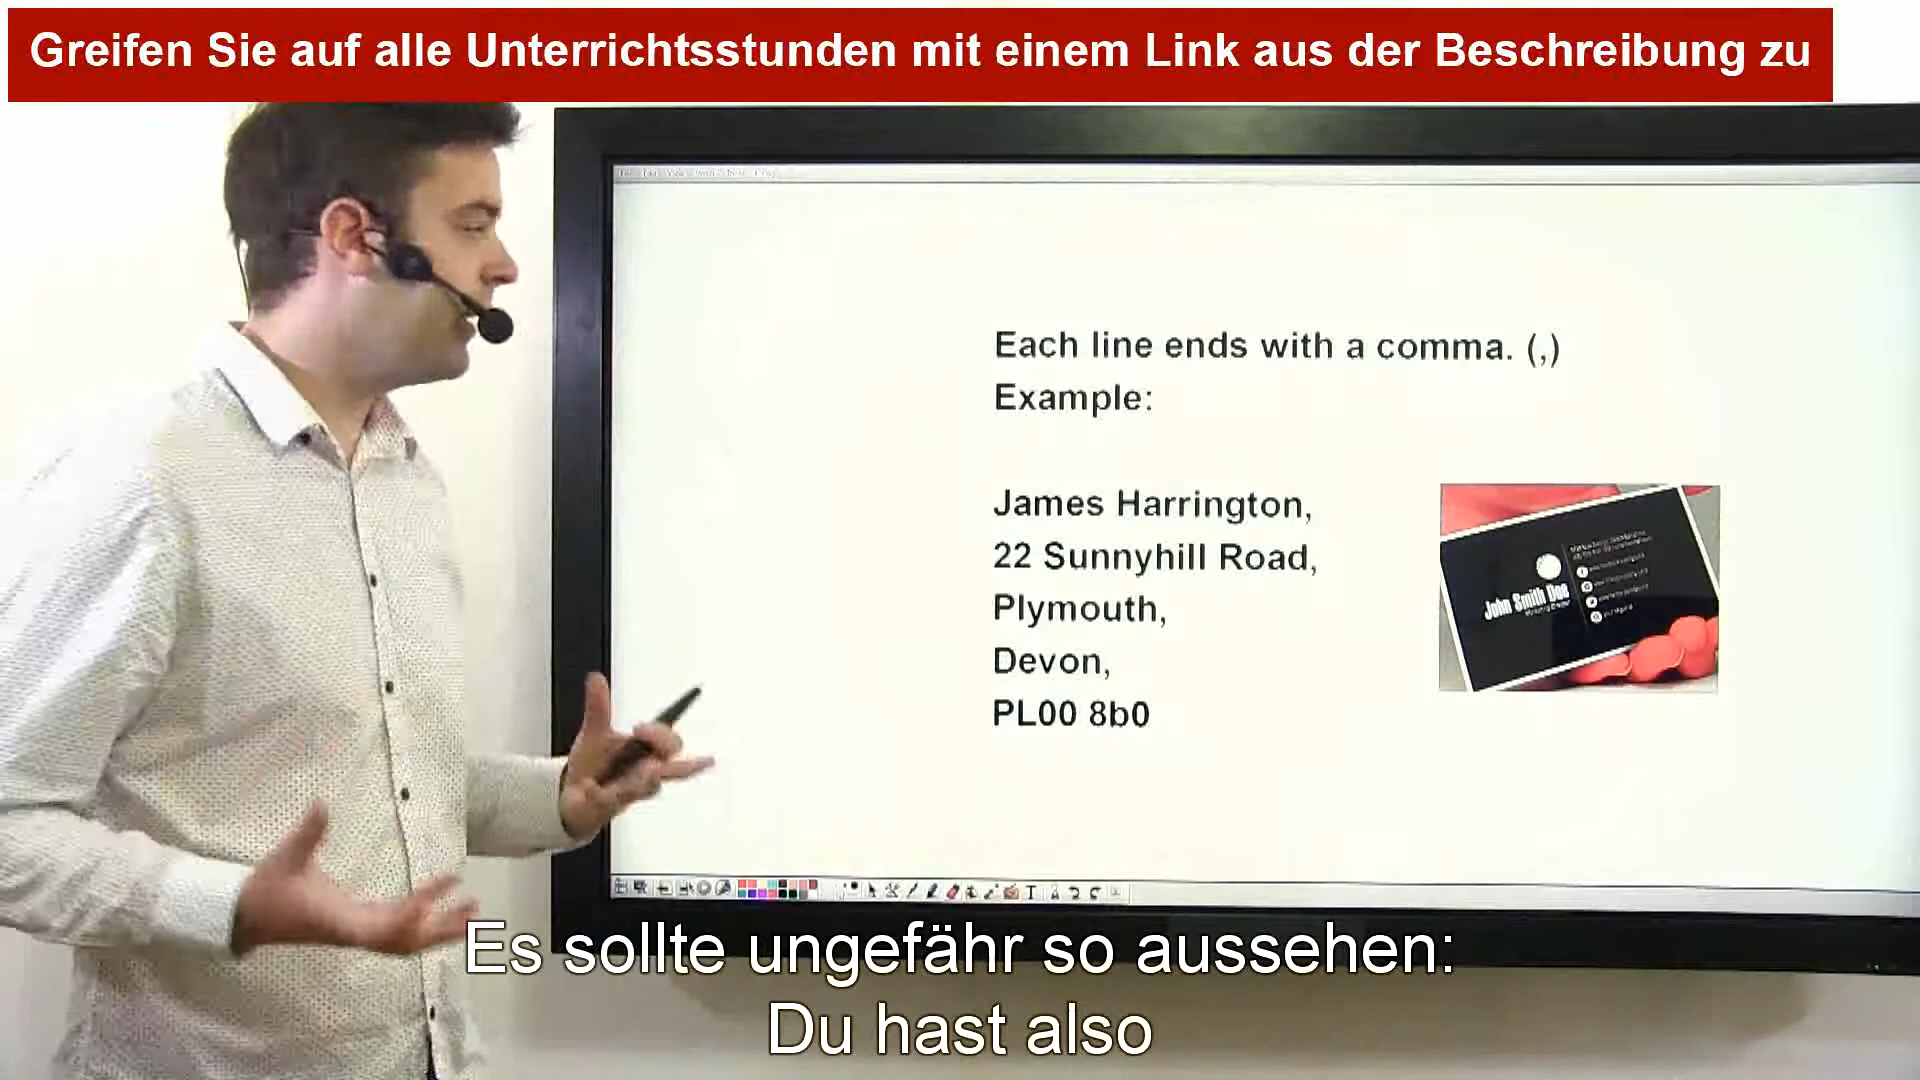 Greifen Sie auf alle Unterrichtsstunden mit einem Link aus der Beschreibung zu
Each line ends with a comma. (,)
Example:
James Harrington,
22 Sunnyhill Road,
Plymouth,
Devon,
PL00 8b0
John Smith Doe
Es sollte ungefähr so aussehen:
Du hast also